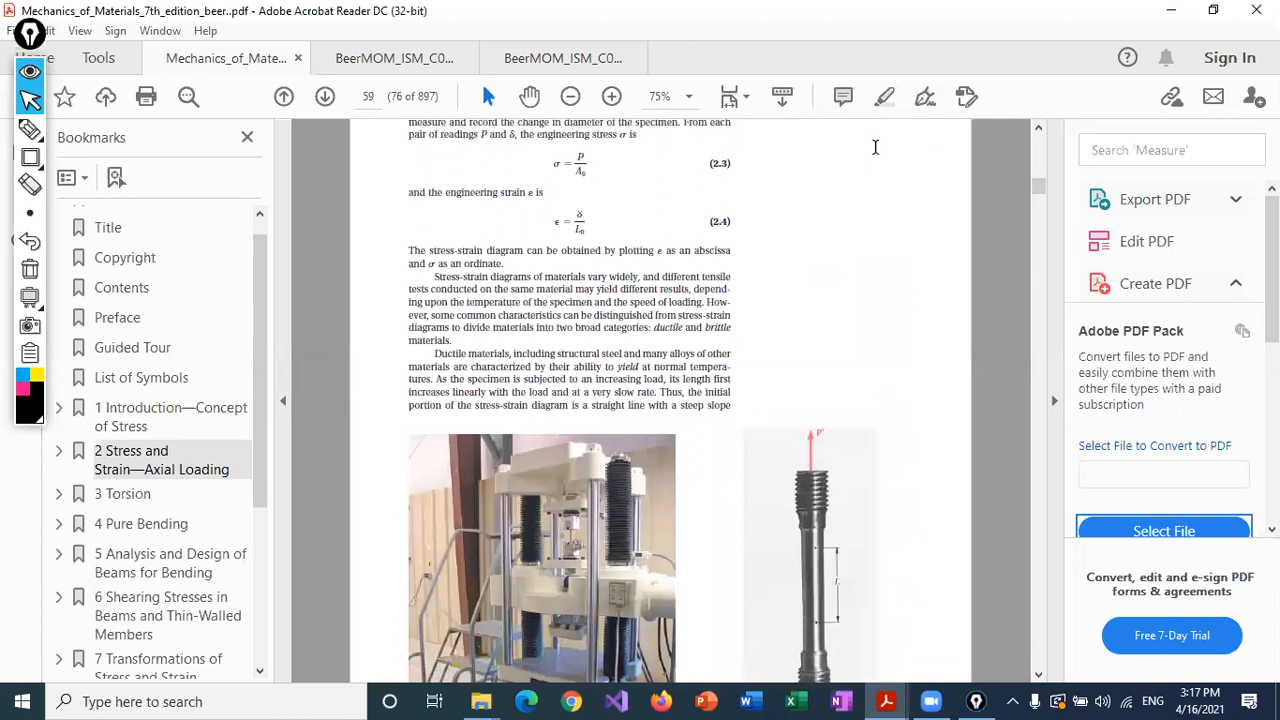 Mechanics_of_Materials_7th_edition_beer..pdf - Adobe Acrobat Reader DC (32-bit)
View Sign Window Help
Tools Mechanics_of_Mate... × BeerMOM_ISM_C0... BeerMOM_ISM_C0... Sign In
59 (76 of 897) 75%
Bookmarks
Title
Copyright
Contents
Preface
Guided Tour
List of Symbols
1 Introduction—Concept
of Stress
2 Stress and
Strain—Axial Loading
3 Torsion
4 Pure Bending
5 Analysis and Design of
Beams for Bending
6 Shearing Stresses in
Beams and Thin-Walled
Members
7 Transformations of
Stress and Strain
measure and record the change in diameter of the specimen. From each
pair of readings P and δ, the engineering stress σ is
σ = P/A₀ (2.3)
and the engineering strain ε is
ϵ = δ/L₀ (2.4)
The stress-strain diagram can be obtained by plotting ε as an abscissa
and σ as an ordinate.
Stress-strain diagrams of materials vary widely, and different tensile
tests conducted on the same material may yield different results, depend-
ing upon the temperature of the specimen and the speed of loading. How-
ever, some common characteristics can be distinguished from stress-strain
diagrams to divide materials into two broad categories: ductile and brittle
materials.
Ductile materials, including structural steel and many alloys of other
materials are characterized by their ability to yield at normal tempera-
tures. As the specimen is subjected to an increasing load, its length first
increases linearly with the load and at a very slow rate. Thus, the initial
portion of the stress-strain diagram is a straight line with a steep slope
Search 'Measure'
Export PDF
Edit PDF
Create PDF
Adobe PDF Pack
Convert files to PDF and
easily combine them with
other file types with a paid
subscription
Select File to Convert to PDF
Select File
Convert, edit and e-sign PDF
forms & agreements
Free 7-Day Trial
Type here to search
ENG
3:17 PM
4/16/2021